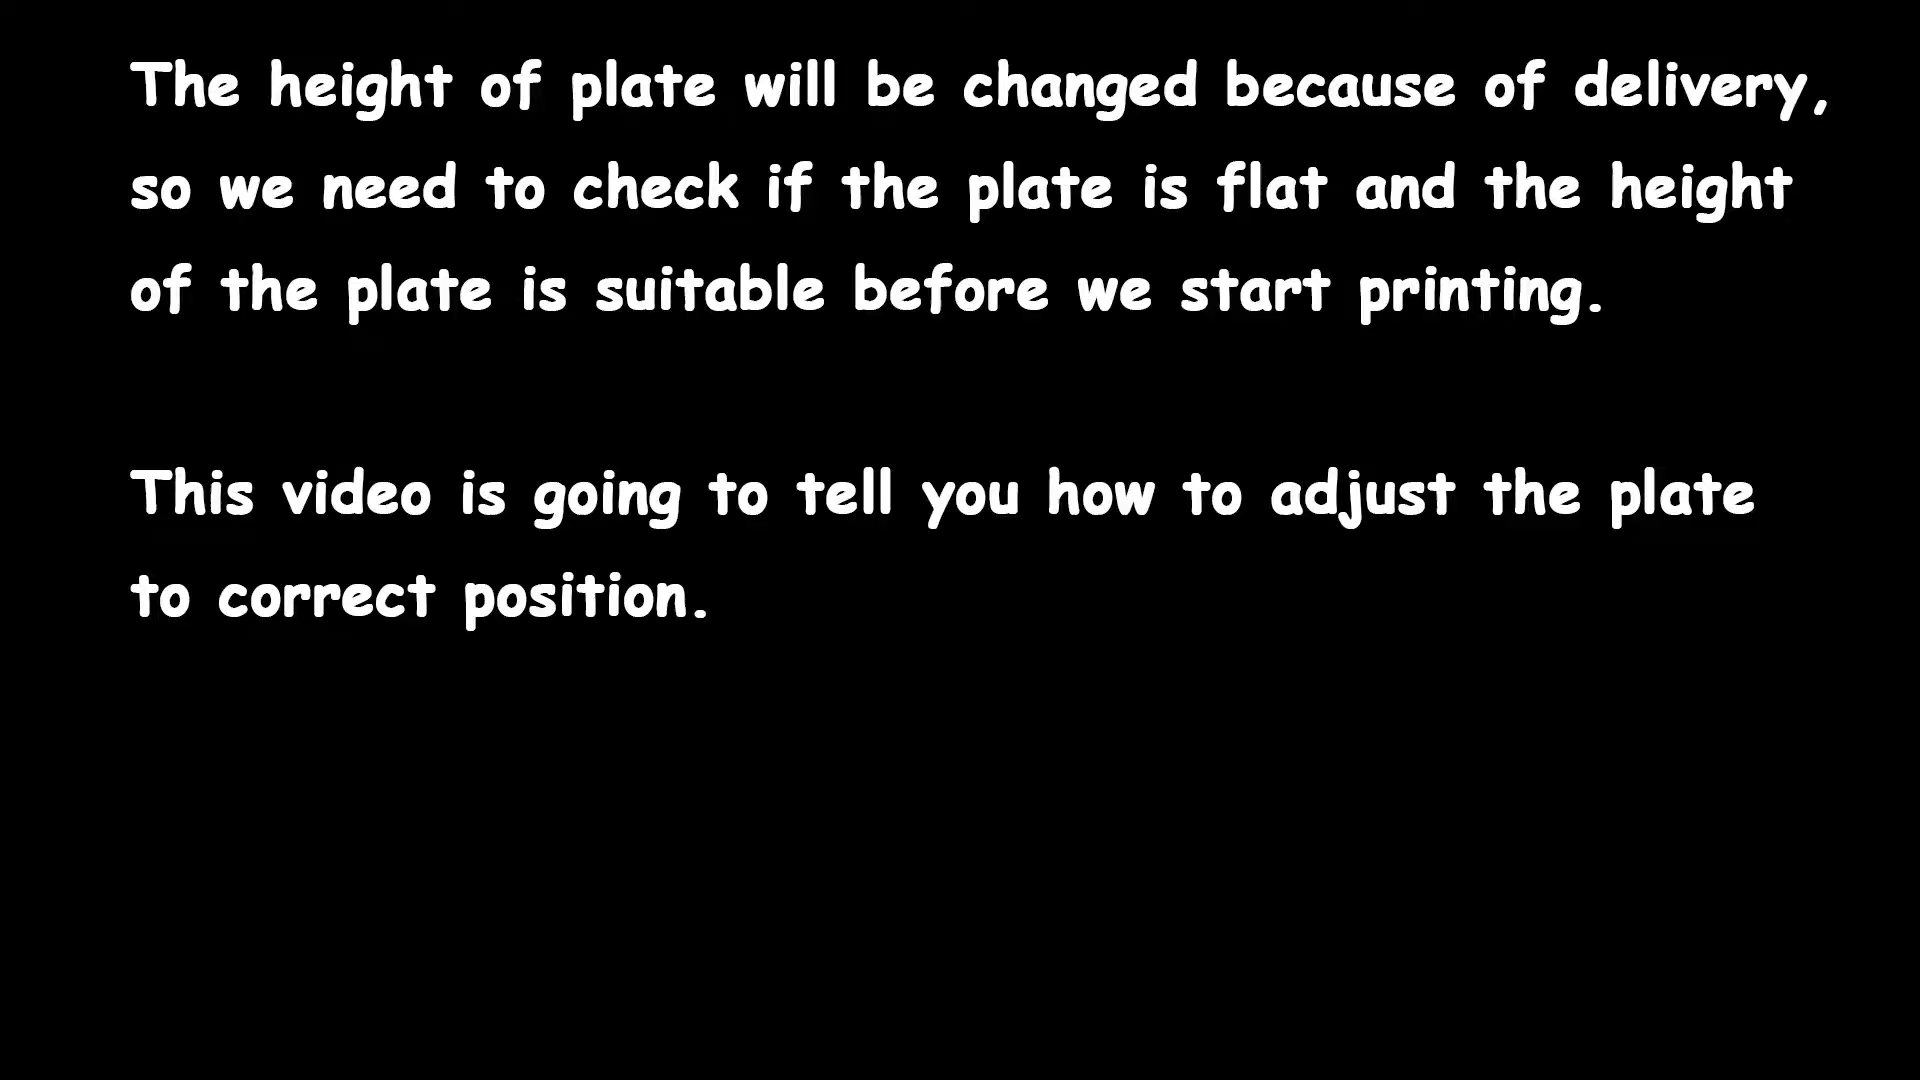 The height of plate will be changed because of delivery,
so we need to check if the plate is flat and the height
of the plate is suitable before we start printing.
This video is going to tell you how to adjust the plate
to correct position.